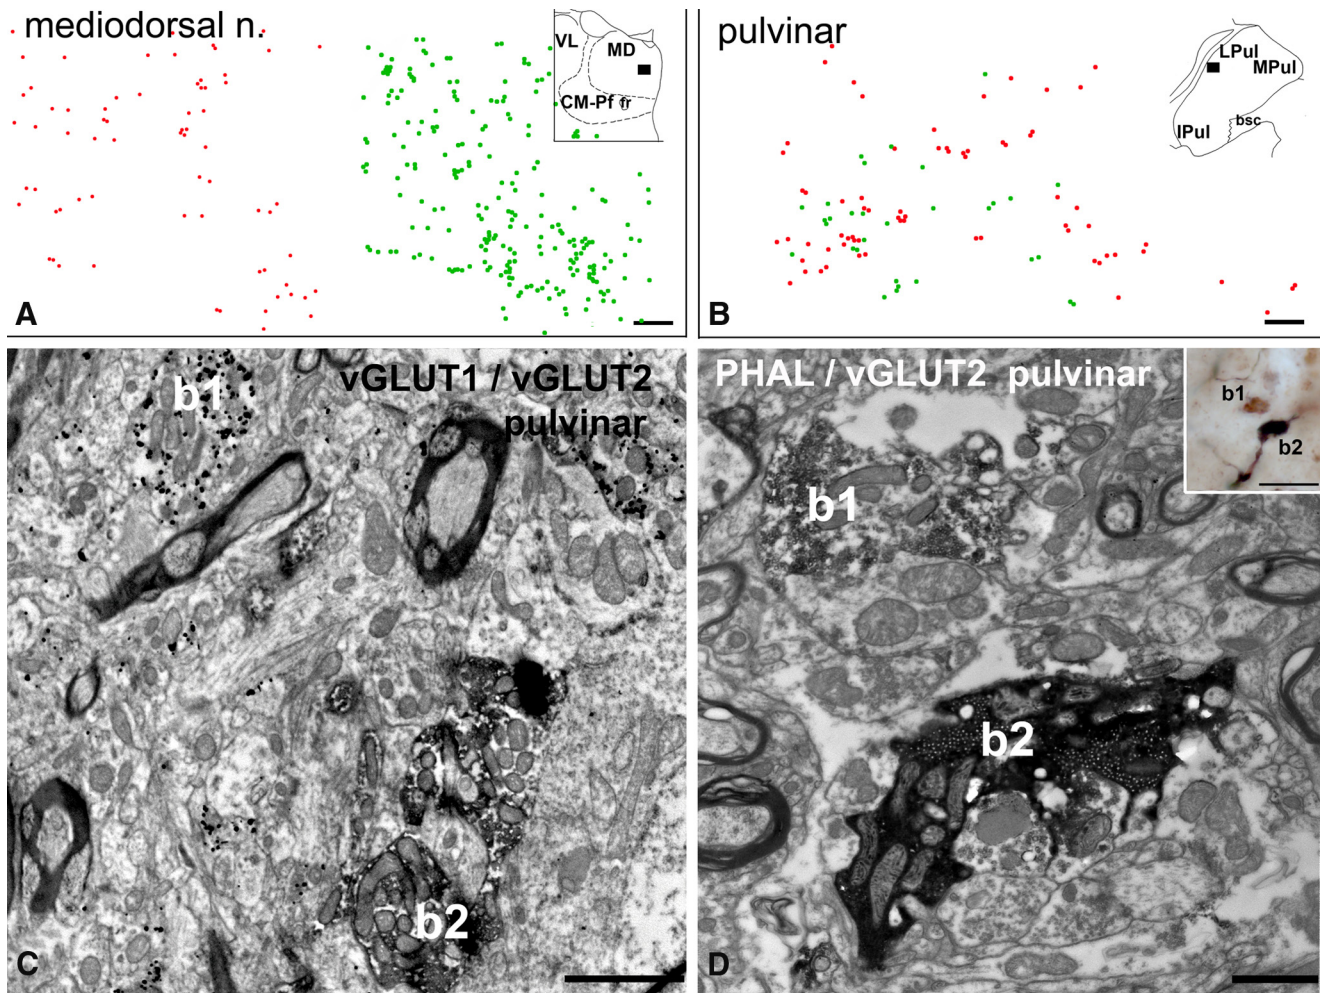 mediodorsal n.
VL
MD
CM-Pf
fr
A
pulvinar
LPul
MPul
IPul
bsc
B
vGLUT1 / vGLUT2
pulvinar
b1
b2
C
PHAL / vGLUT2 pulvinar
b1
b2
b1
b2
D